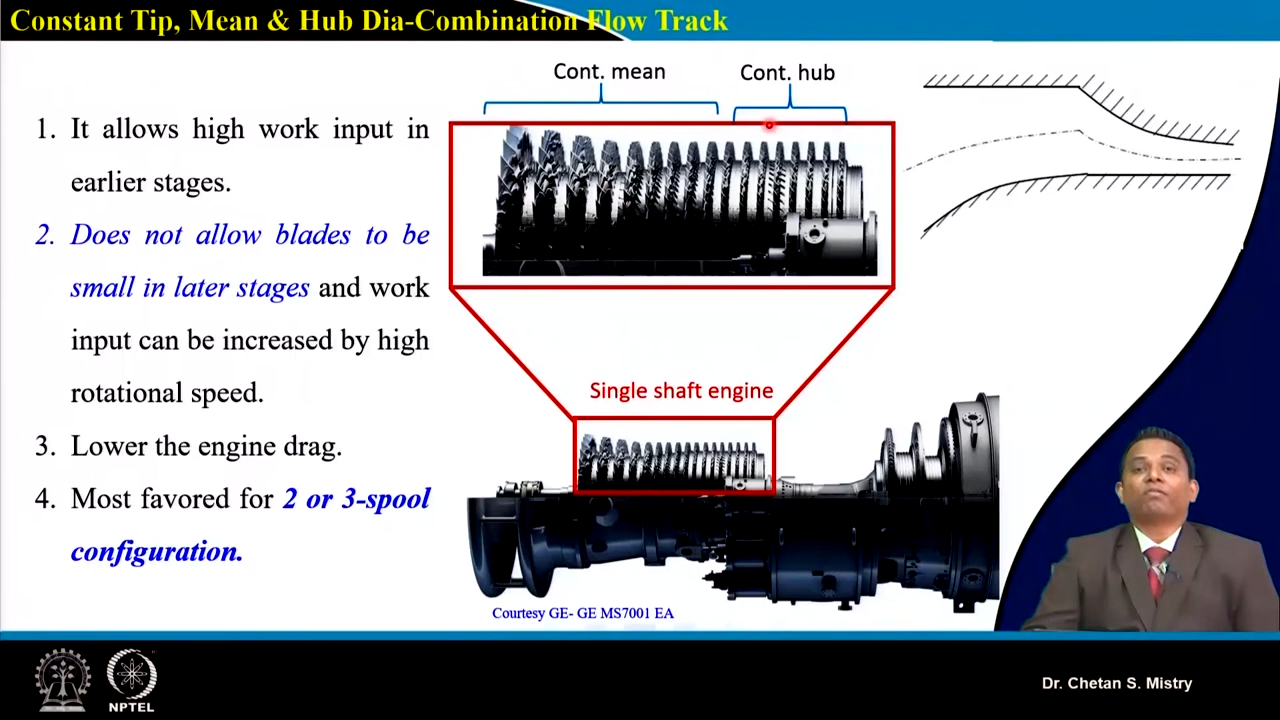 Constant Tip, Mean & Hub Dia-Combination Flow Track
1. It allows high work input in
earlier stages.
2. Does not allow blades to be
small in later stages and work
input can be increased by high
rotational speed.
3. Lower the engine drag.
4. Most favored for 2 or 3-spool
configuration.
Cont. mean
Cont. hub
Single shaft engine
Courtesy GE- GE MS7001 EA
NPTEL
Dr. Chetan S. Mistry